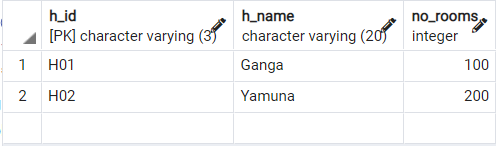 h_id h_name no_rooms
[PK] character varying (3) character varying (20) integer
1 H01 Ganga 100
2 H02 Yamuna 200